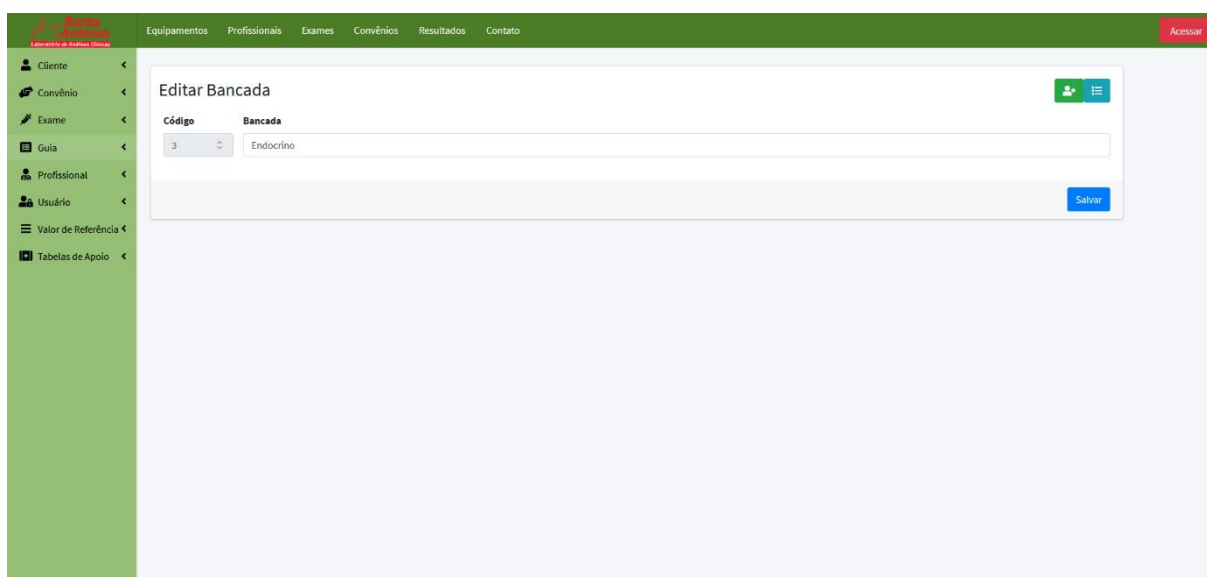 Santo
Antonio
Laboratório de Análises Clínicas
Equipamentos Profissionais Exames Convênios Resultados Contato
Acessar
Cliente
Convênio
Exame
Guia
Profissional
Usuário
Valor de Referência
Tabelas de Apoio
Editar Bancada
Código Bancada
3 Endocrino
Salvar